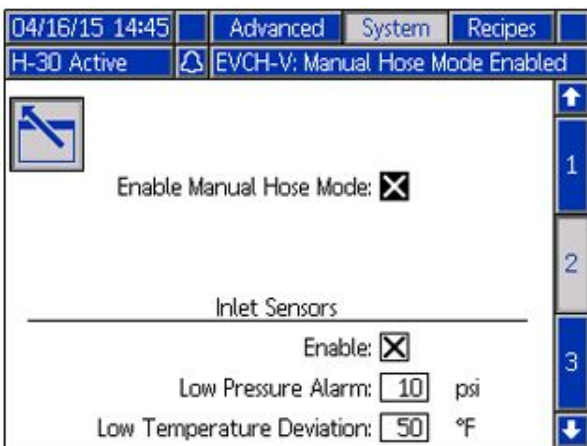 04/16/15 14:45 Advanced System Recipes
H-30 Active EVCH-V: Manual Hose Mode Enabled
1
Enable Manual Hose Mode:
2
Inlet Sensors
Enable:
3
Low Pressure Alarm: 10 psi
Low Temperature Deviation: 50 °F